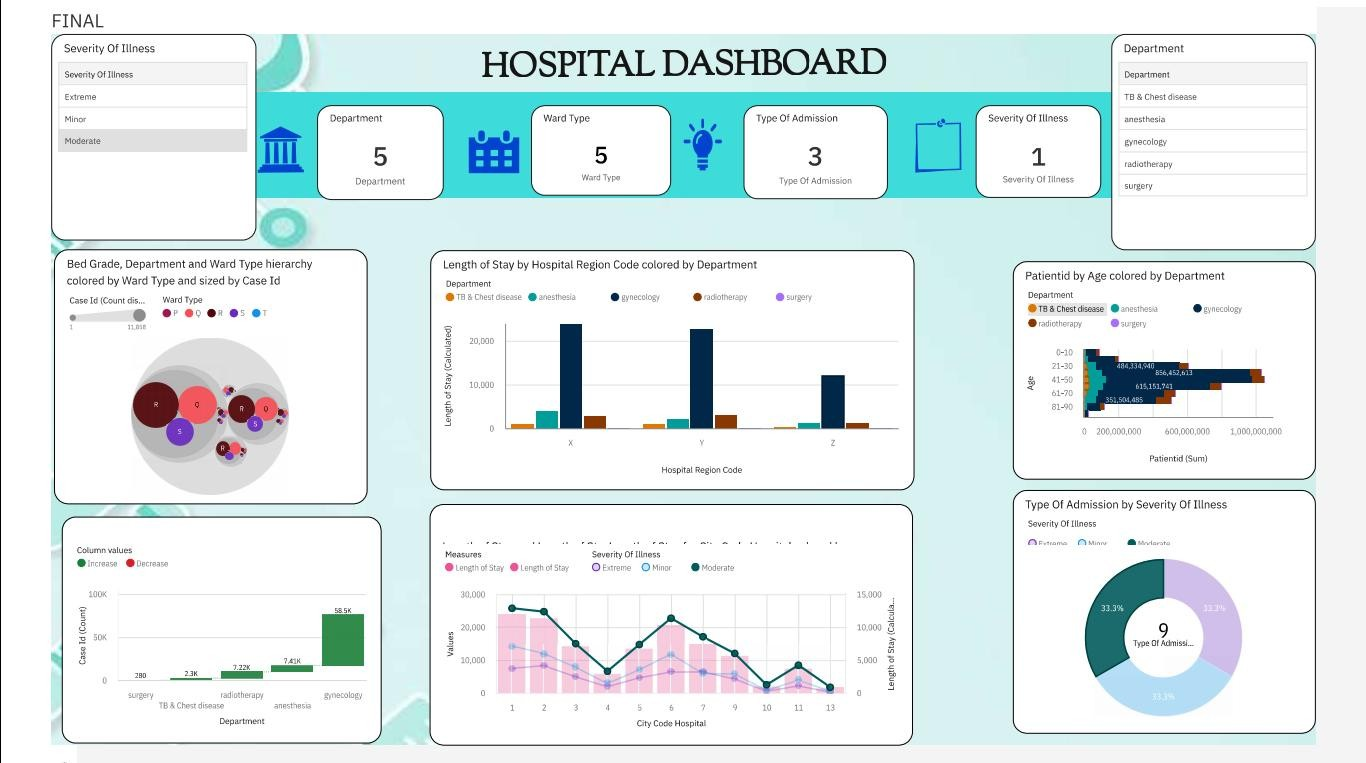 FINAL
HOSPITAL DASHBOARD
Severity Of Illness
Severity Of Illness
Extreme
Minor
Moderate
Department
5
Department
Ward Type
5
Ward Type
Type Of Admission
3
Type Of Admission
Severity Of Illness
1
Severity Of Illness
Department
Department
TB & Chest disease
anesthesia
gynecology
radiotherapy
surgery
Bed Grade, Department and Ward Type hierarchy
colored by Ward Type and sized by Case Id
Case Id (Count dis... Ward Type
P Q R S T
1 11,858
R Q
S
R Q
S
R
Length of Stay by Hospital Region Code colored by Department
Department
TB & Chest disease anesthesia gynecology radiotherapy surgery
Length of Stay (Calculated)
20,000
10,000
0
X Y Z
Hospital Region Code
Patientid by Age colored by Department
Department
TB & Chest disease anesthesia gynecology
radiotherapy surgery
Age
0-10
21-30
41-50
61-70
81-90
484,334,940
856,452,613
615,151,741
351,504,485
0 200,000,000 600,000,000 1,000,000,000
Patientid (Sum)
Column values
Increase Decrease
Case Id (Count)
100K
50K
0
280 2.3K 7.22K 7.41K 58.5K
surgery radiotherapy gynecology
TB & Chest disease anesthesia
Department
Measures Severity Of Illness
Length of Stay Length of Stay Extreme Minor Moderate
Values
30,000
20,000
10,000
0
15,000
10,000
5,000
0
Length of Stay (Calcula...
1 2 3 4 5 6 7 9 10 11 13
City Code Hospital
Type Of Admission by Severity Of Illness
Severity Of Illness
Extreme Minor Moderate
33.3% 33.3%
9
Type Of Admissi...
33.3%